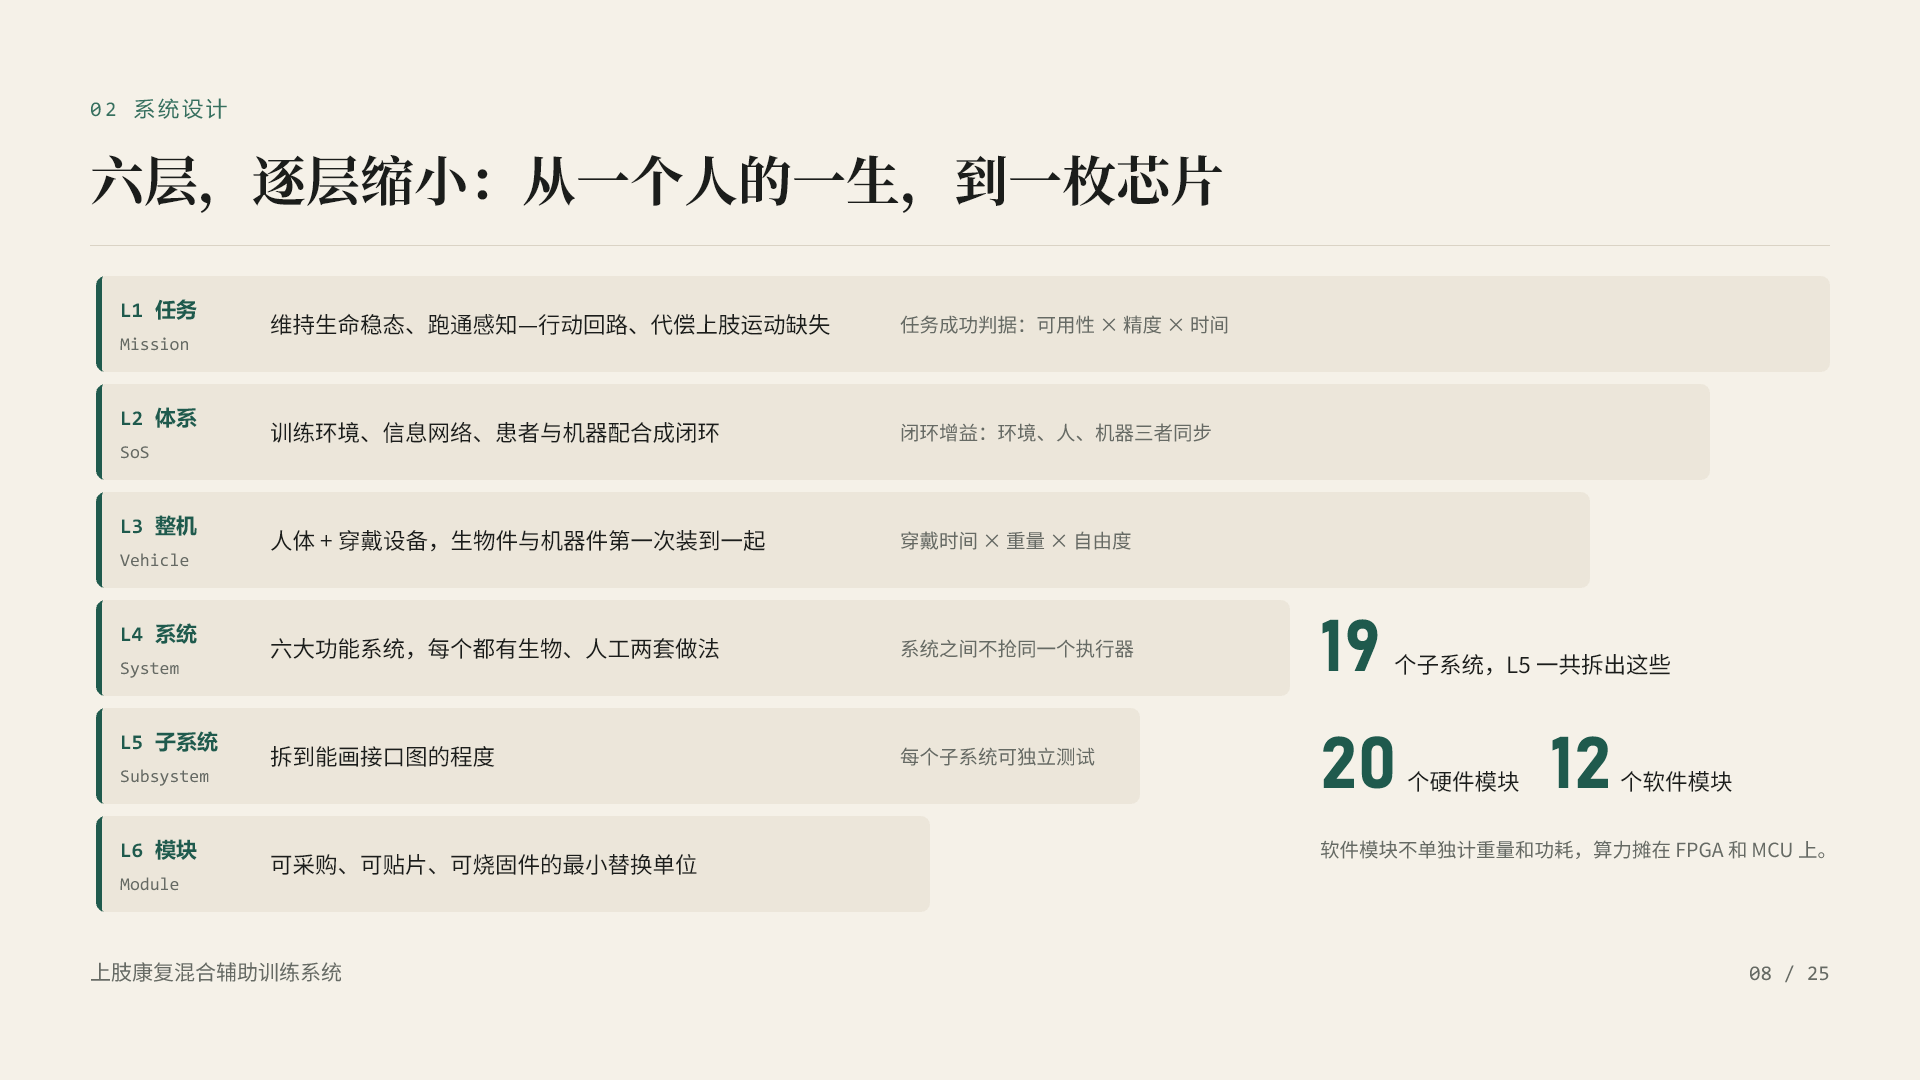 02 系统设计
六层，逐层缩小：从一个人的一生，到一枚芯片
L1 任务
Mission
维持生命稳态、跑通感知—行动回路、代偿上肢运动缺失
任务成功判据：可用性 × 精度 × 时间
L2 体系
SoS
训练环境、信息网络、患者与机器配合成闭环
闭环增益：环境、人、机器三者同步
L3 整机
Vehicle
人体 + 穿戴设备，生物件与机器件第一次装到一起
穿戴时间 × 重量 × 自由度
L4 系统
System
六大功能系统，每个都有生物、人工两套做法
系统之间不抢同一个执行器
L5 子系统
Subsystem
拆到能画接口图的程度
每个子系统可独立测试
L6 模块
Module
可采购、可贴片、可烧固件的最小替换单位
19 个子系统，L5 一共拆出这些
20 个硬件模块 12 个软件模块
软件模块不单独计重量和功耗，算力摊在 FPGA 和 MCU 上。
上肢康复混合辅助训练系统
08 / 25